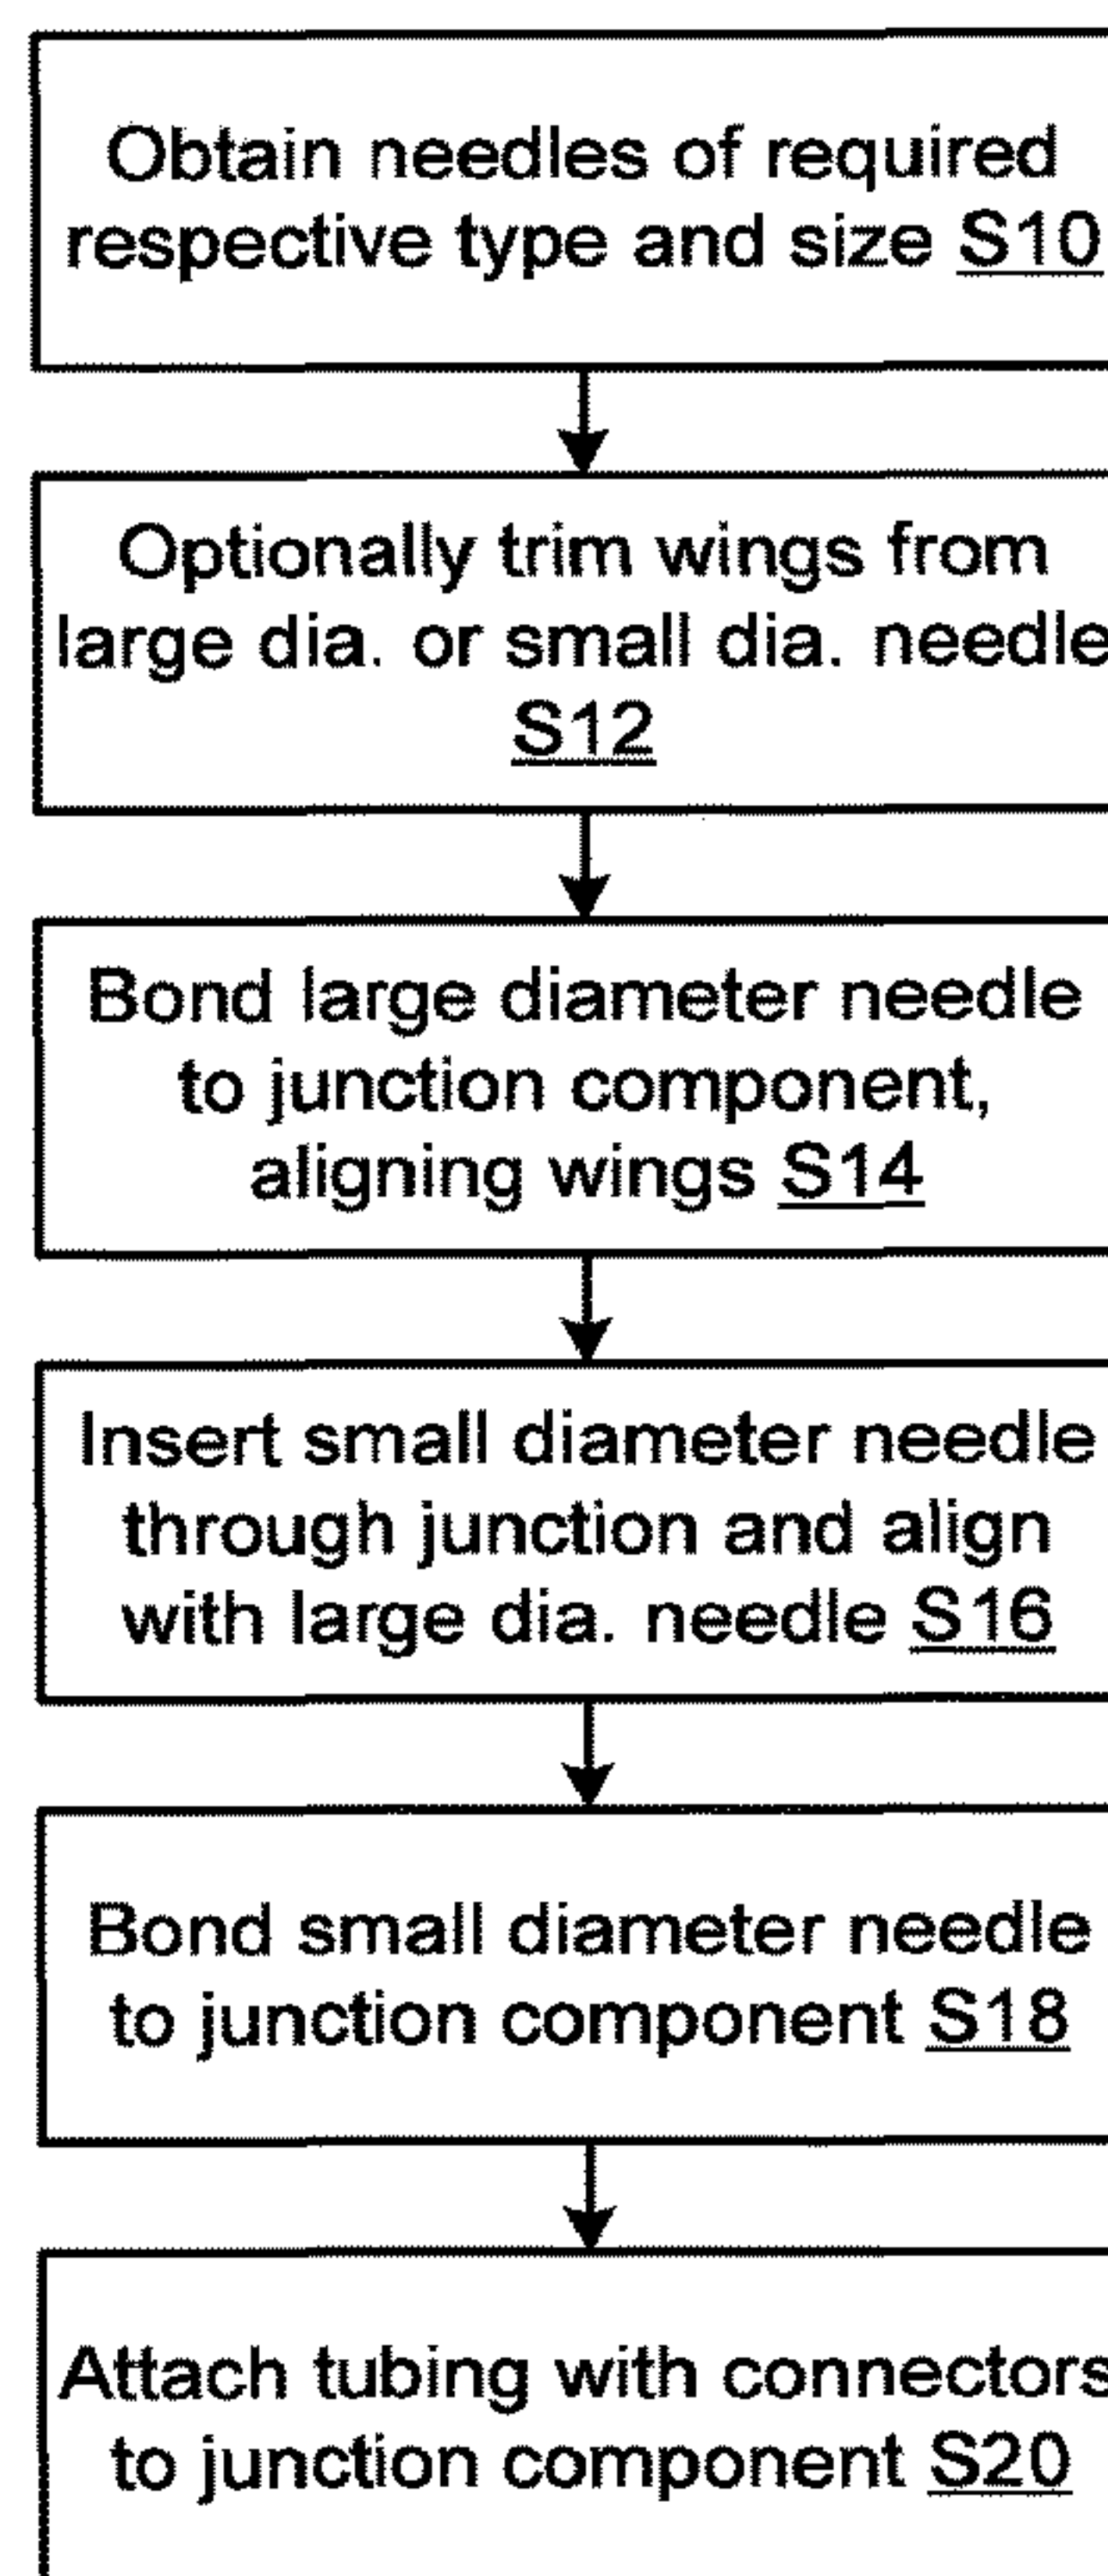 Obtain needles of required
respective type and size S10
Optionally trim wings from
large dia. or small dia. needle
S12
Bond large diameter needle
to junction component,
aligning wings S14
Insert small diameter needle
through junction and align
with large dia. needle S16
Bond small diameter needle
to junction component S18
Attach tubing with connectors
to junction component S20